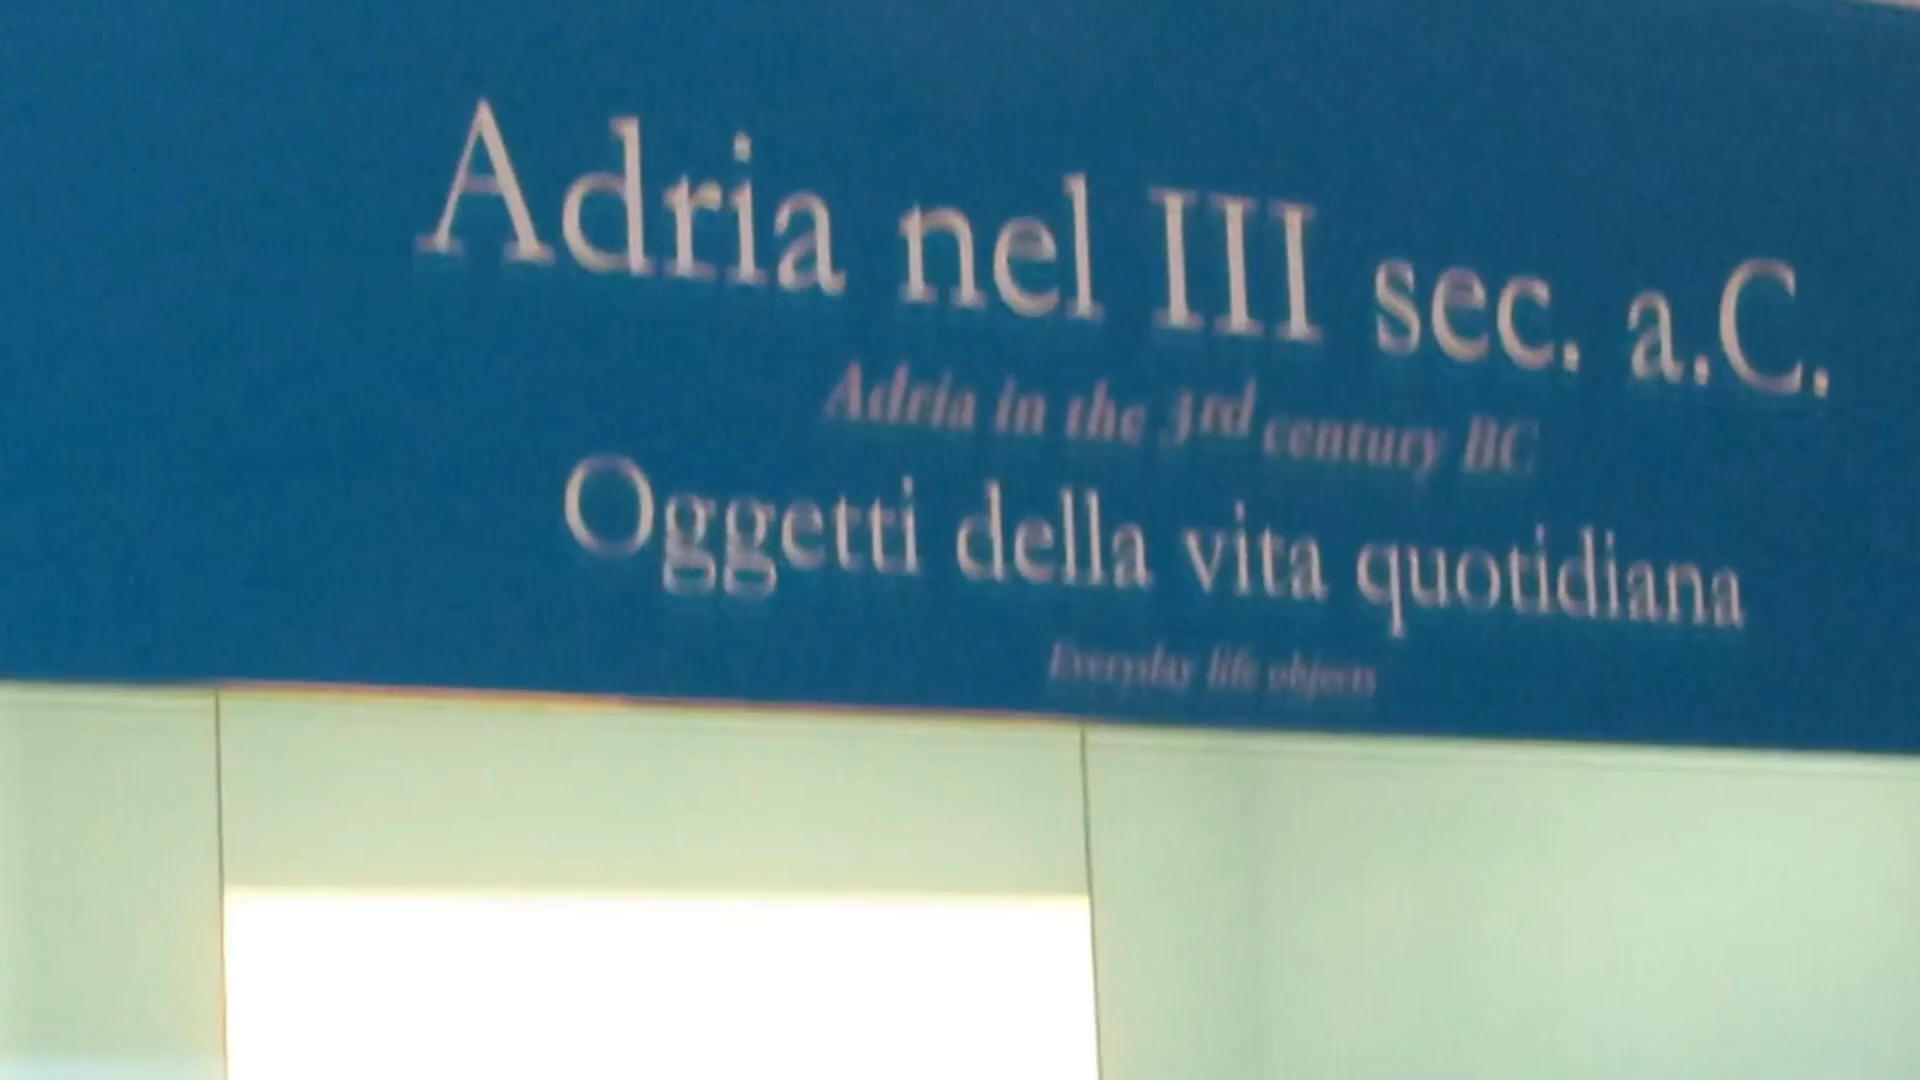 Adria nel III sec. a.C.
Adria in the 3rd century BC
Oggetti della vita quotidiana
Everyday life objects